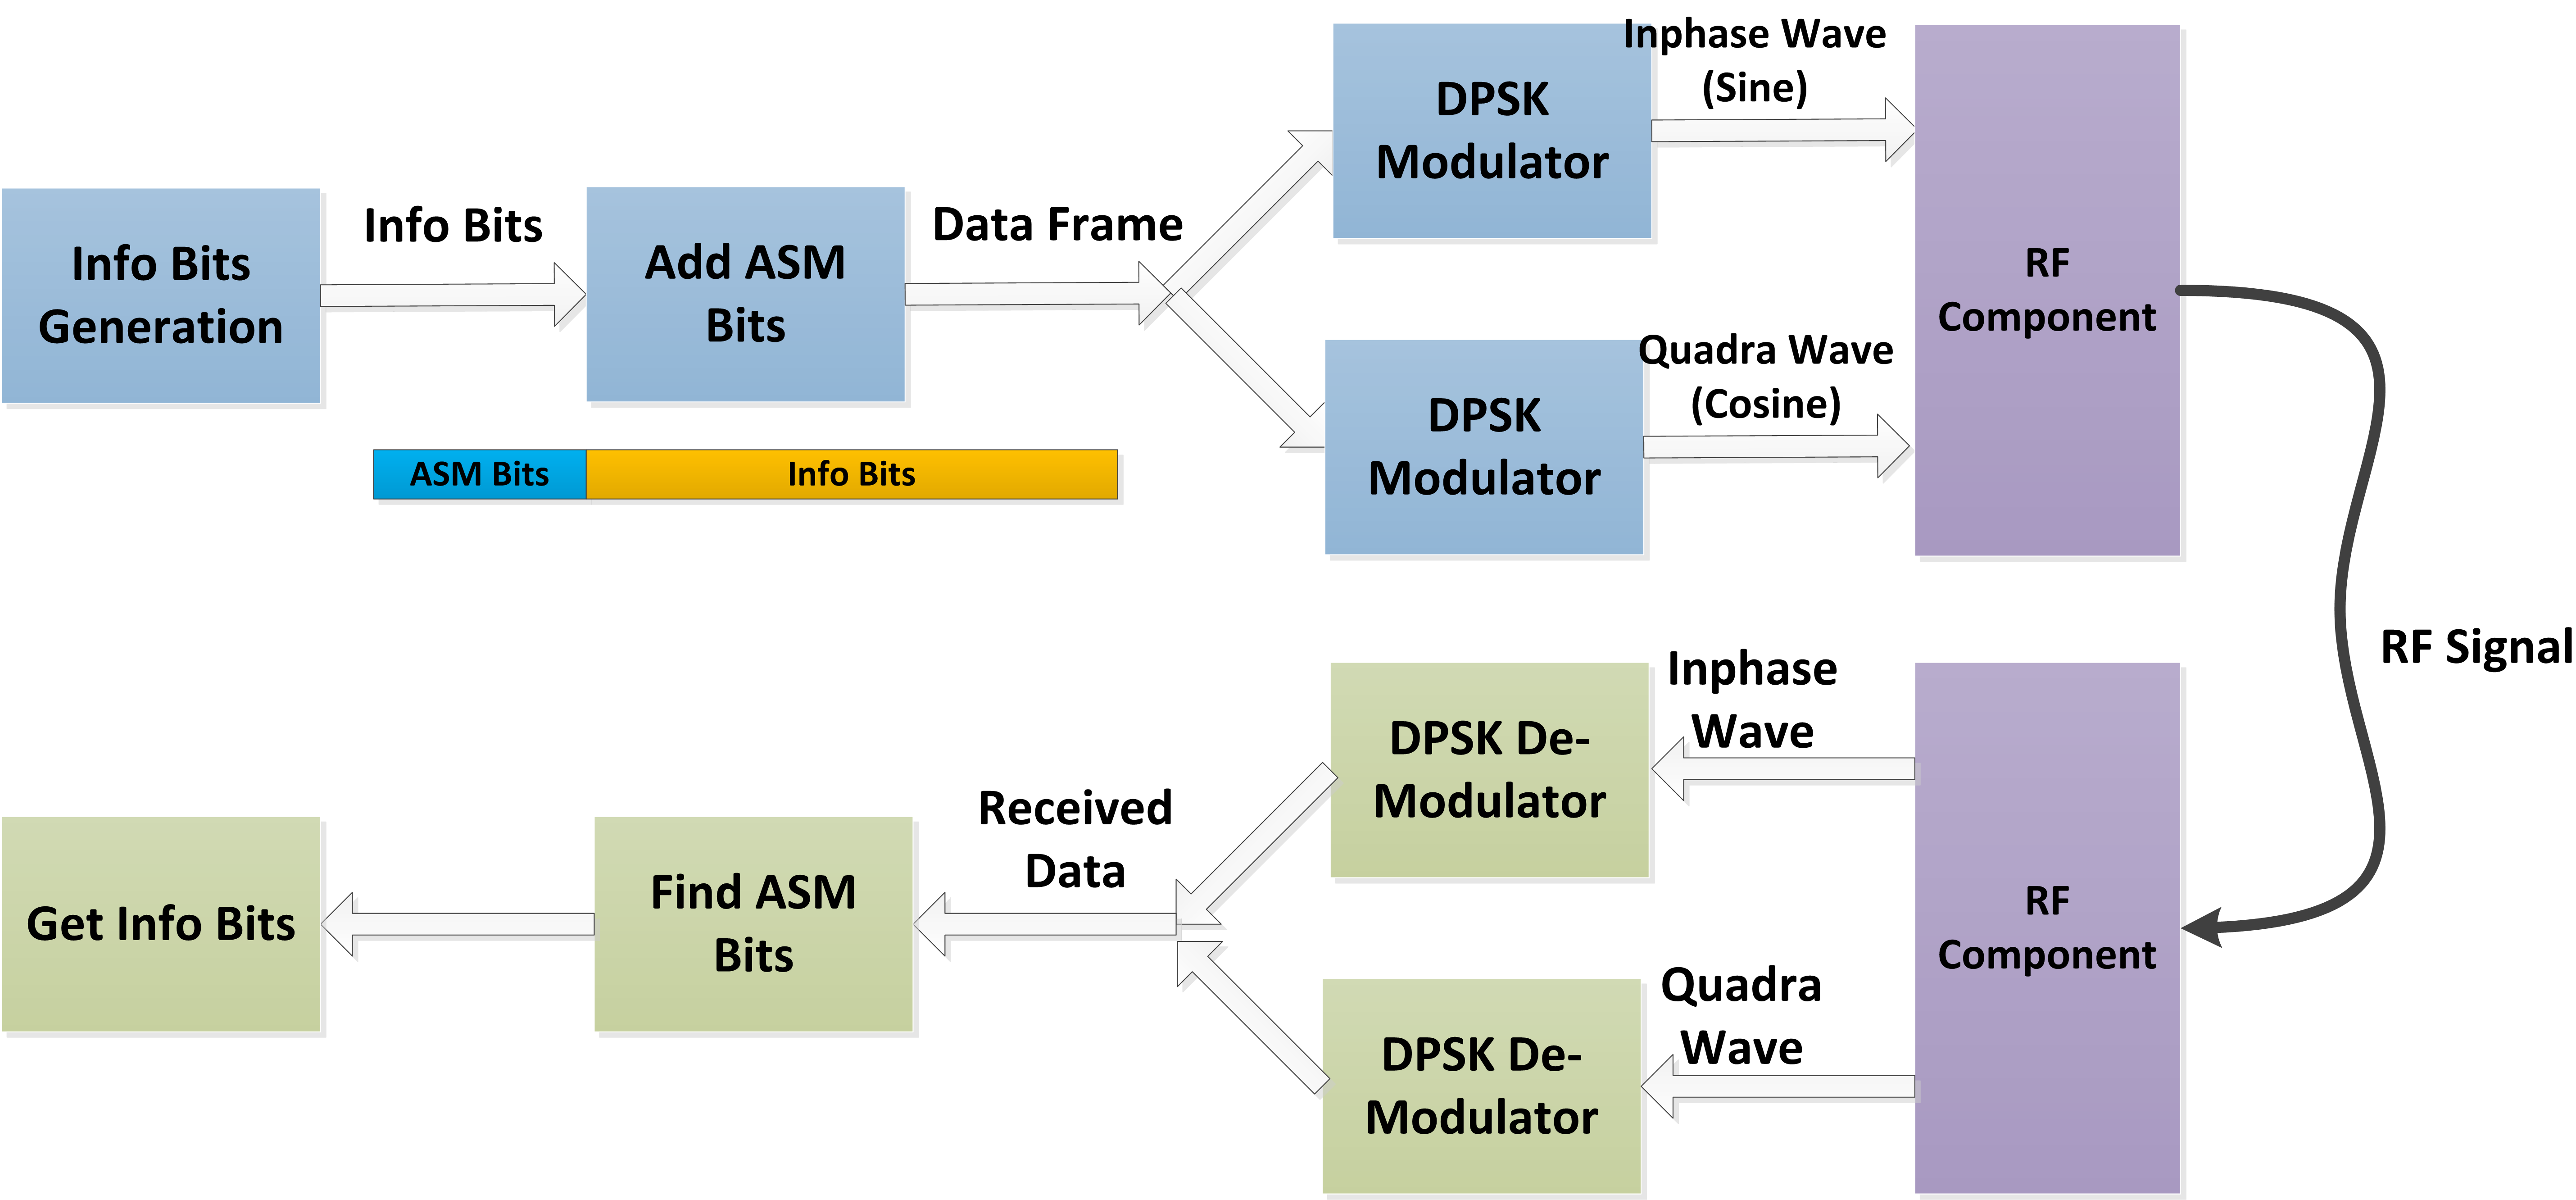 Info Bits
Generation
Info Bits
Add ASM
Bits
Data Frame
ASM Bits
Info Bits
DPSK
Modulator
Inphase Wave
(Sine)
DPSK
Modulator
Quadra Wave
(Cosine)
RF
Component
RF Signal
RF
Component
Inphase
Wave
DPSK De-
Modulator
Quadra
Wave
DPSK De-
Modulator
Received
Data
Find ASM
Bits
Get Info Bits